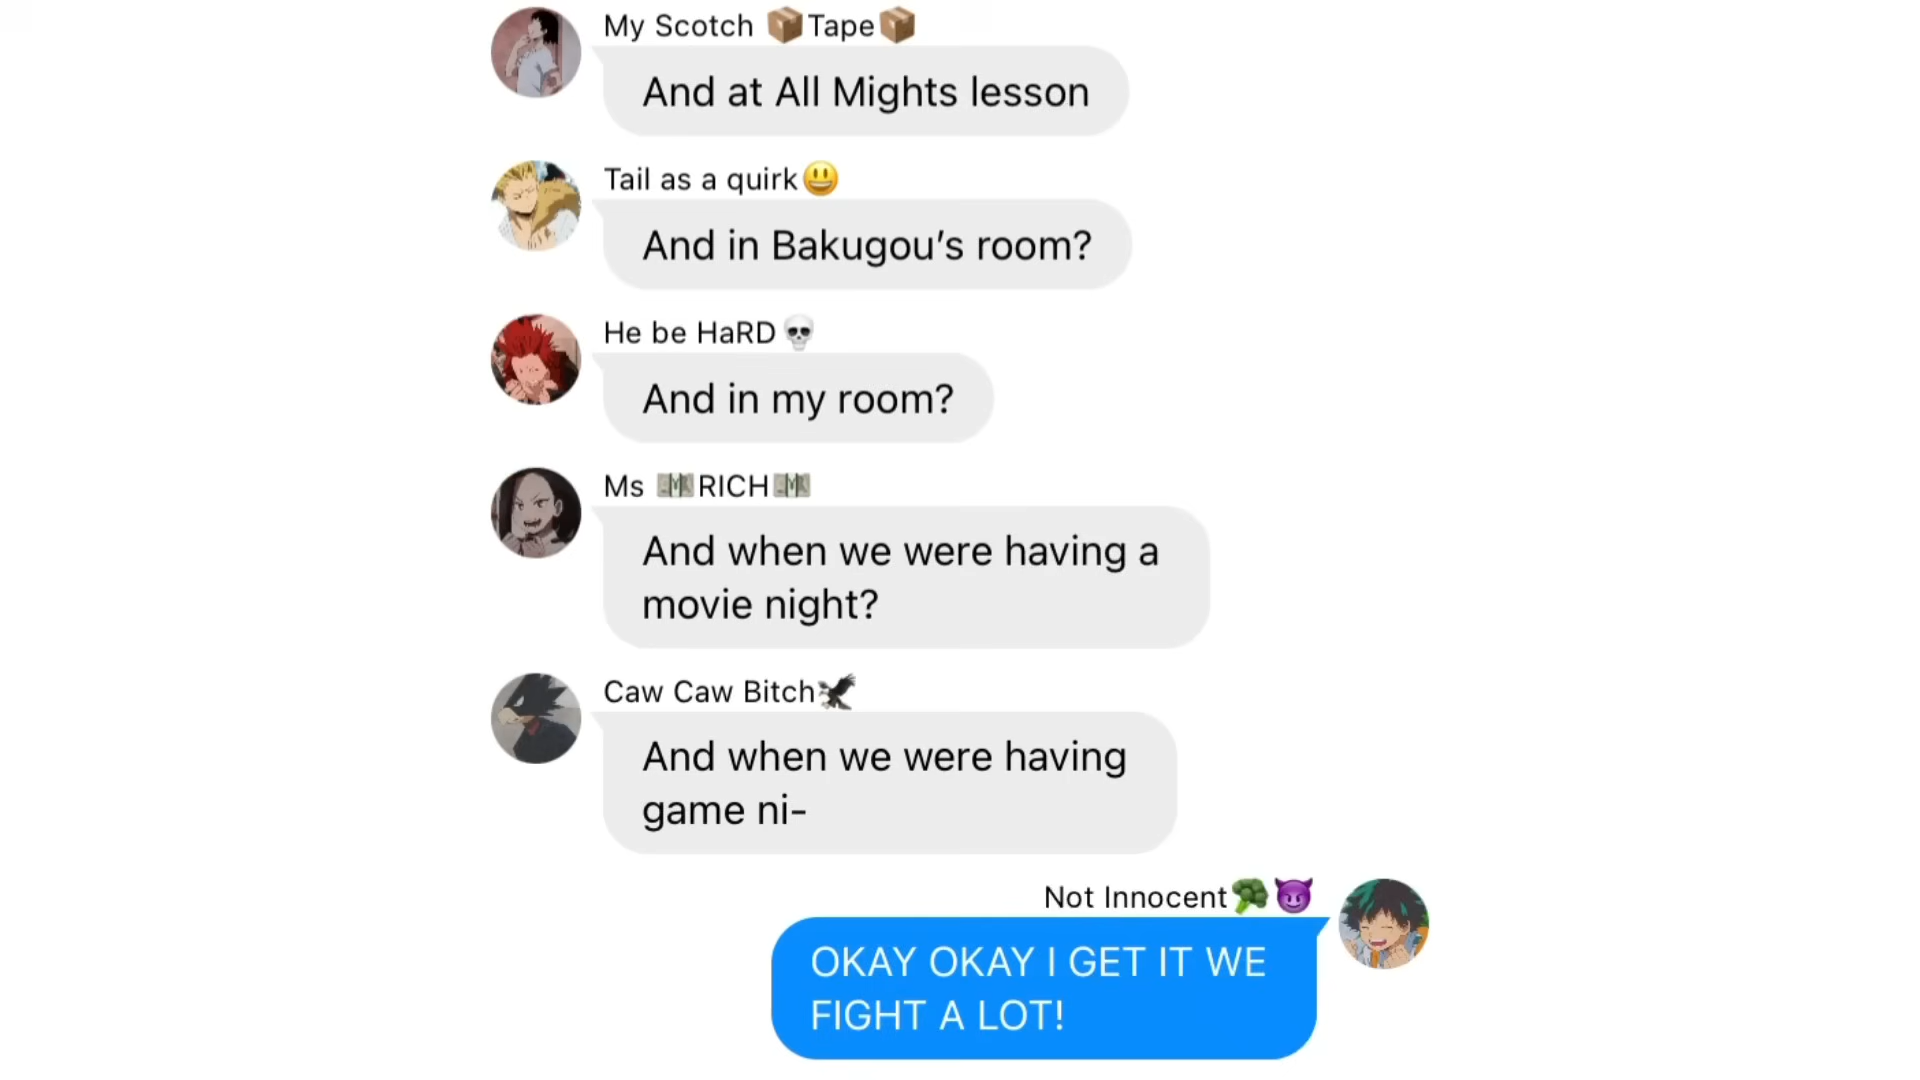 My Scotch 📦Tape📦
And at All Mights lesson
Tail as a quirk😃
And in Bakugou’s room?
He be HaRD💀
And in my room?
Ms 💵RICH💵
And when we were having a
movie night?
Caw Caw Bitch🦅
And when we were having
game ni-
Not Innocent🥦😈
OKAY OKAY I GET IT WE
FIGHT A LOT!